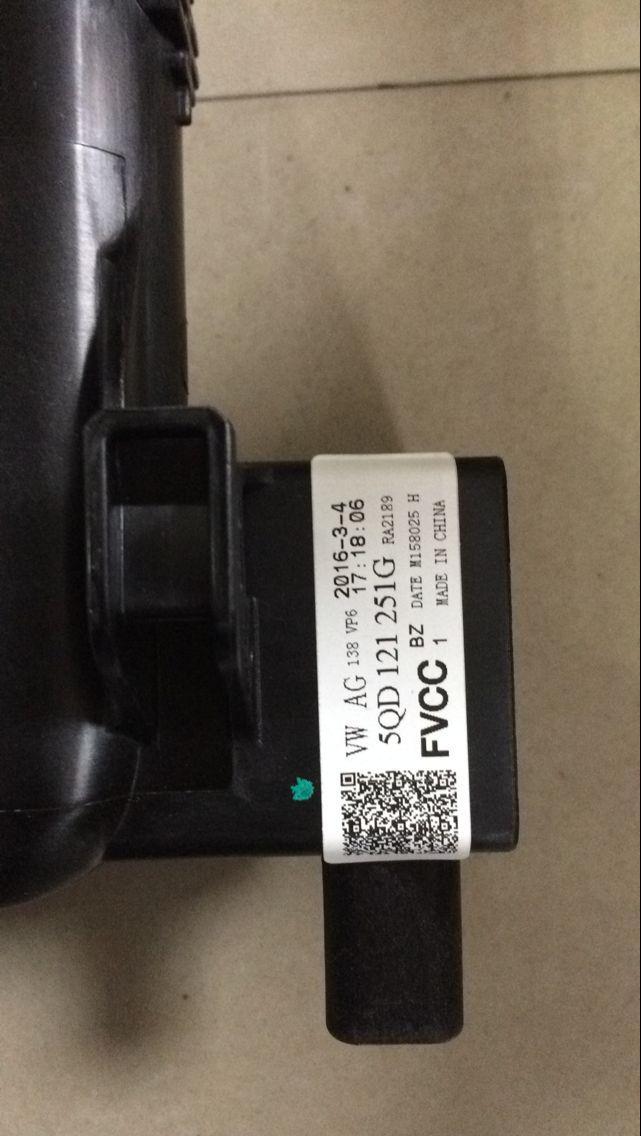 VW AG 138 VP6 2016-3-4
17:18:06
5QD 121 251G RA2189
FVCC BZ DATE M158025 H
1 MADE IN CHINA